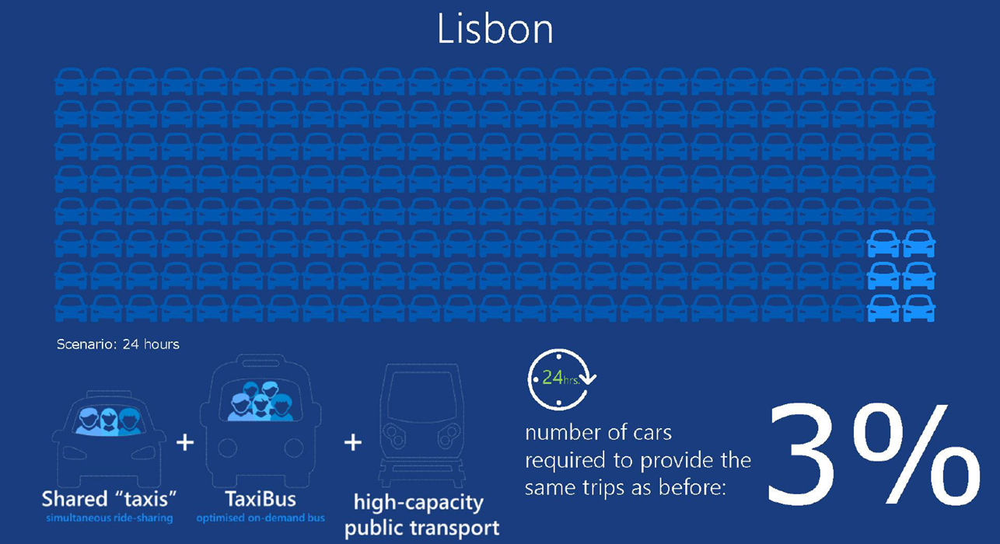 Lisbon
Scenario: 24 hours
24hrs.
number of cars
required to provide the
same trips as before:
3%
+
+
Shared “taxis”
simultaneous ride-sharing
TaxiBus
optimised on-demand bus
high-capacity
public transport